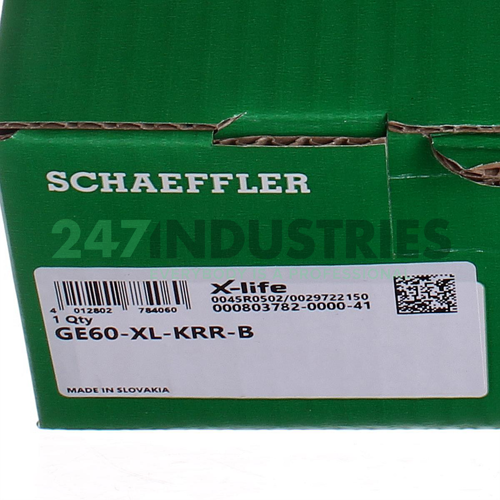 SCHAEFFLER
247INDUSTRIES
X-life
0045R0502/0029722150
000803782-0000-41
4 012802 784060
1 Qty
GE60-XL-KRR-B
MADE IN SLOVAKIA